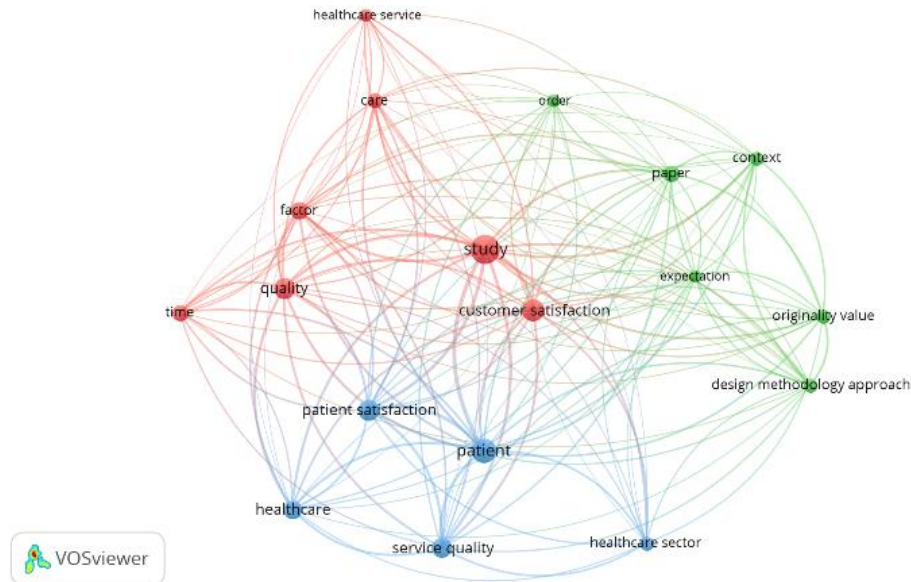 healthcare service
care
order
context
paper
factor
study
expectation
quality
time
customer satisfaction
originality value
design methodology approach
patient satisfaction
patient
healthcare
service quality
healthcare sector
VOSviewer